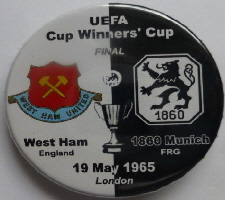 UEFA
Cup Winners' Cup
FINAL
WEST HAM UNITED
1860
West Ham
England
1860 Munich
FRG
19 May 1965
London